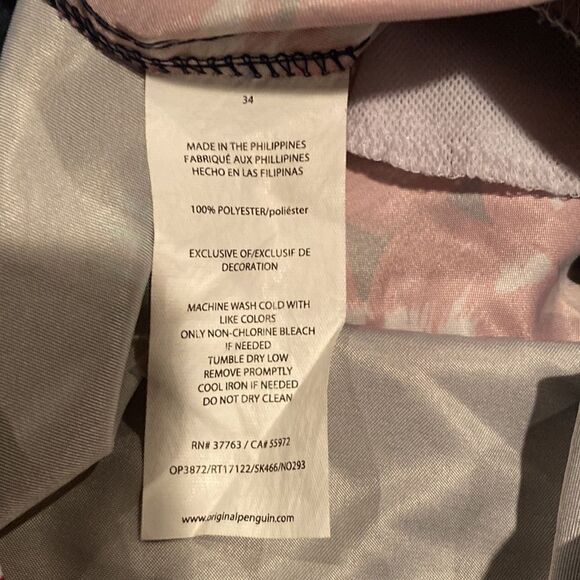 34
MADE IN THE PHILIPPINES
FABRIQUÉ AUX PHILLIPINES
HECHO EN LAS FILIPINAS
100% POLYESTER/poliéster
EXCLUSIVE OF/EXCLUSIF DE
DECORATION
MACHINE WASH COLD WITH
LIKE COLORS
ONLY NON-CHLORINE BLEACH
IF NEEDED
TUMBLE DRY LOW
REMOVE PROMPTLY
COOL IRON IF NEEDED
DO NOT DRY CLEAN
RN# 37763 / CA# 55972
OP3872/RT17122/SK466/NO293
www.originalpenguin.com